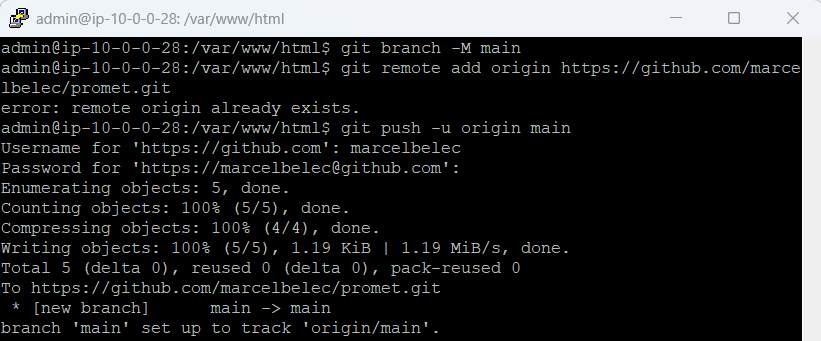 admin@ip-10-0-0-28: /var/www/html
admin@ip-10-0-0-28:/var/www/html$ git branch -M main
admin@ip-10-0-0-28:/var/www/html$ git remote add origin https://github.com/marce
lbelec/promet.git
error: remote origin already exists.
admin@ip-10-0-0-28:/var/www/html$ git push -u origin main
Username for 'https://github.com': marcelbelec
Password for 'https://marcelbelec@github.com':
Enumerating objects: 5, done.
Counting objects: 100% (5/5), done.
Compressing objects: 100% (4/4), done.
Writing objects: 100% (5/5), 1.19 KiB | 1.19 MiB/s, done.
Total 5 (delta 0), reused 0 (delta 0), pack-reused 0
To https://github.com/marcelbelec/promet.git
 * [new branch]      main -> main
branch 'main' set up to track 'origin/main'.